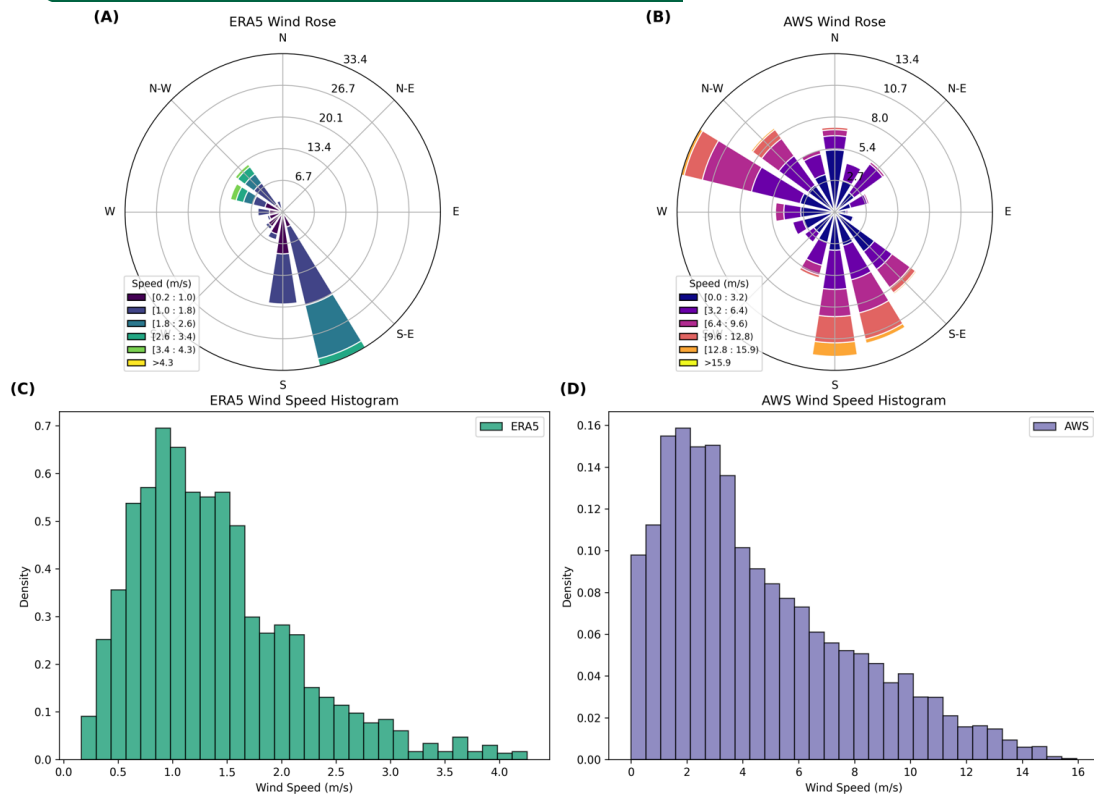 (A)
ERA5 Wind Rose
N
33.4
26.7
20.1
13.4
6.7
N-W
N-E
W
E
S-E
S
Speed (m/s)
[0.2 : 1.0)
[1.0 : 1.8)
[1.8 : 2.6)
[2.6 : 3.4)
[3.4 : 4.3)
>4.3
(B)
AWS Wind Rose
N
13.4
10.7
8.0
5.4
2.7
N-W
N-E
W
E
S-E
S
Speed (m/s)
[0.0 : 3.2)
[3.2 : 6.4)
[6.4 : 9.6)
[9.6 : 12.8)
[12.8 : 15.9)
>15.9
(C)
ERA5 Wind Speed Histogram
ERA5
0.7
0.6
0.5
0.4
0.3
0.2
0.1
0.0
Density
0.0 0.5 1.0 1.5 2.0 2.5 3.0 3.5 4.0
Wind Speed (m/s)
(D)
AWS Wind Speed Histogram
AWS
0.16
0.14
0.12
0.10
0.08
0.06
0.04
0.02
0.00
Density
0 2 4 6 8 10 12 14 16
Wind Speed (m/s)